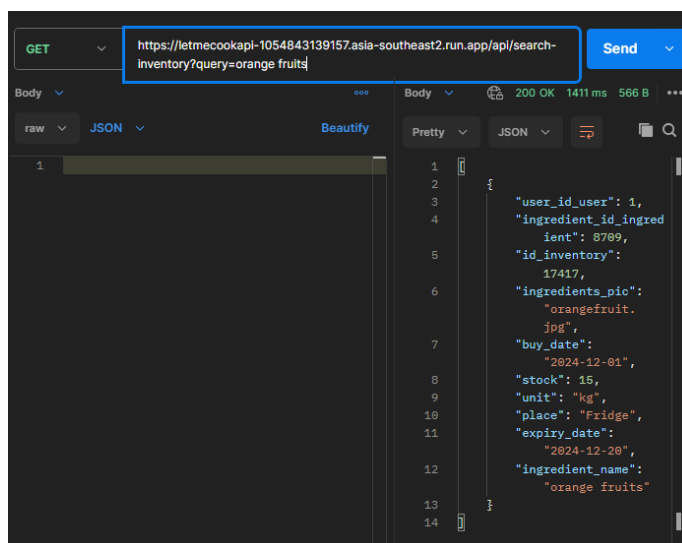 GET
https://letmecookapi-1054843139157.asia-southeast2.run.app/api/search-
inventory?query=orange fruits
Send
Body
Body
200 OK 1411 ms 566 B
raw JSON Beautify
Pretty JSON
1
1 [
2 {
3 "user_id_user": 1,
4 "ingredient_id_ingred
ient": 8709,
5 "id_inventory":
17417,
6 "ingredients_pic":
"orangefruit.
jpg",
7 "buy_date":
"2024-12-01",
8 "stock": 15,
9 "unit": "kg",
10 "place": "Fridge",
11 "expiry_date":
"2024-12-20",
12 "ingredient_name":
"orange fruits"
13 }
14 ]